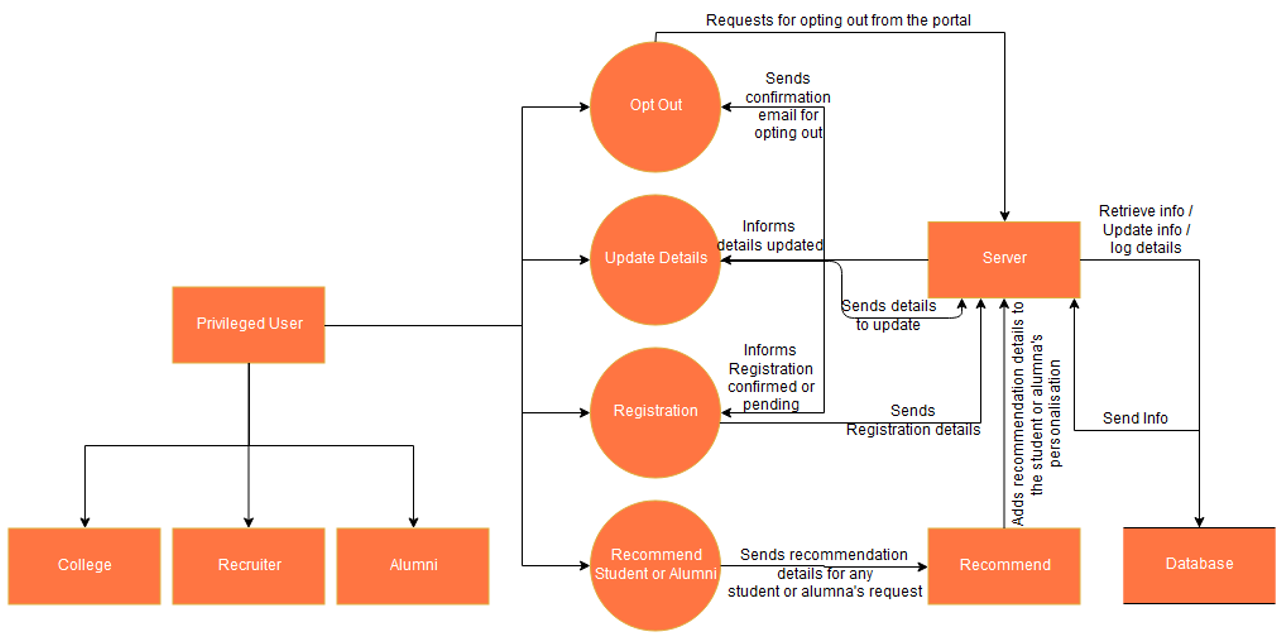 Requests for opting out from the portal
Opt Out
Sends
confirmation
email for
opting out
Update Details
Informs
details updated
Server
Retrieve info /
Update info /
log details
Sends details
to update
Privileged User
Registration
Informs
Registration
confirmed or
pending
Sends
Registration details
Adds recommendation details to
the student or alumna's
personalisation
Send Info
College
Recruiter
Alumni
Recommend
Student or Alumni
Sends recommendation
details for any
student or alumna's request
Recommend
Database